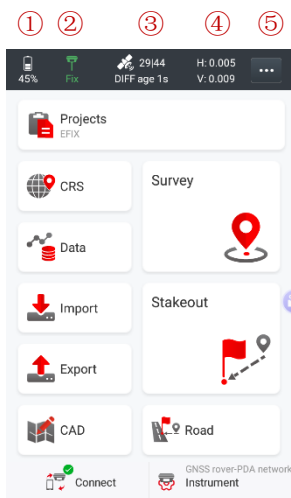 ① ② ③ ④ ⑤
29|44 H: 0.005
45% Fix DIFF age 1s V: 0.009
Projects
EFIX
CRS
Survey
Data
Import
Stakeout
Export
CAD
Road
Connect
GNSS rover-PDA network
Instrument